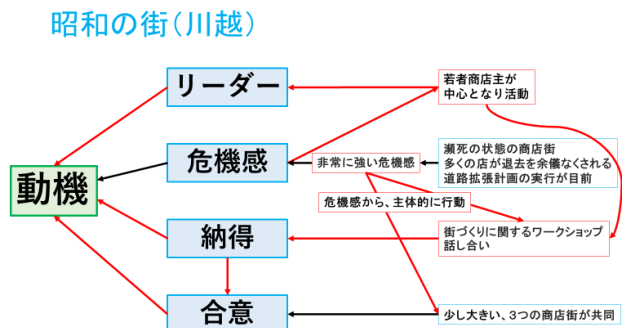 昭和の街(川越)
リーダー
若者商店主が
中心となり活動
危機感
非常に強い危機感
瀕死の状態の商店街
多くの店が退去を余儀なくされる
道路拡張計画の実行が目前
動機
危機感から、主体的に行動
納得
街づくりに関するワークショップ
話し合い
合意
少し大きい、3つの商店街が共同